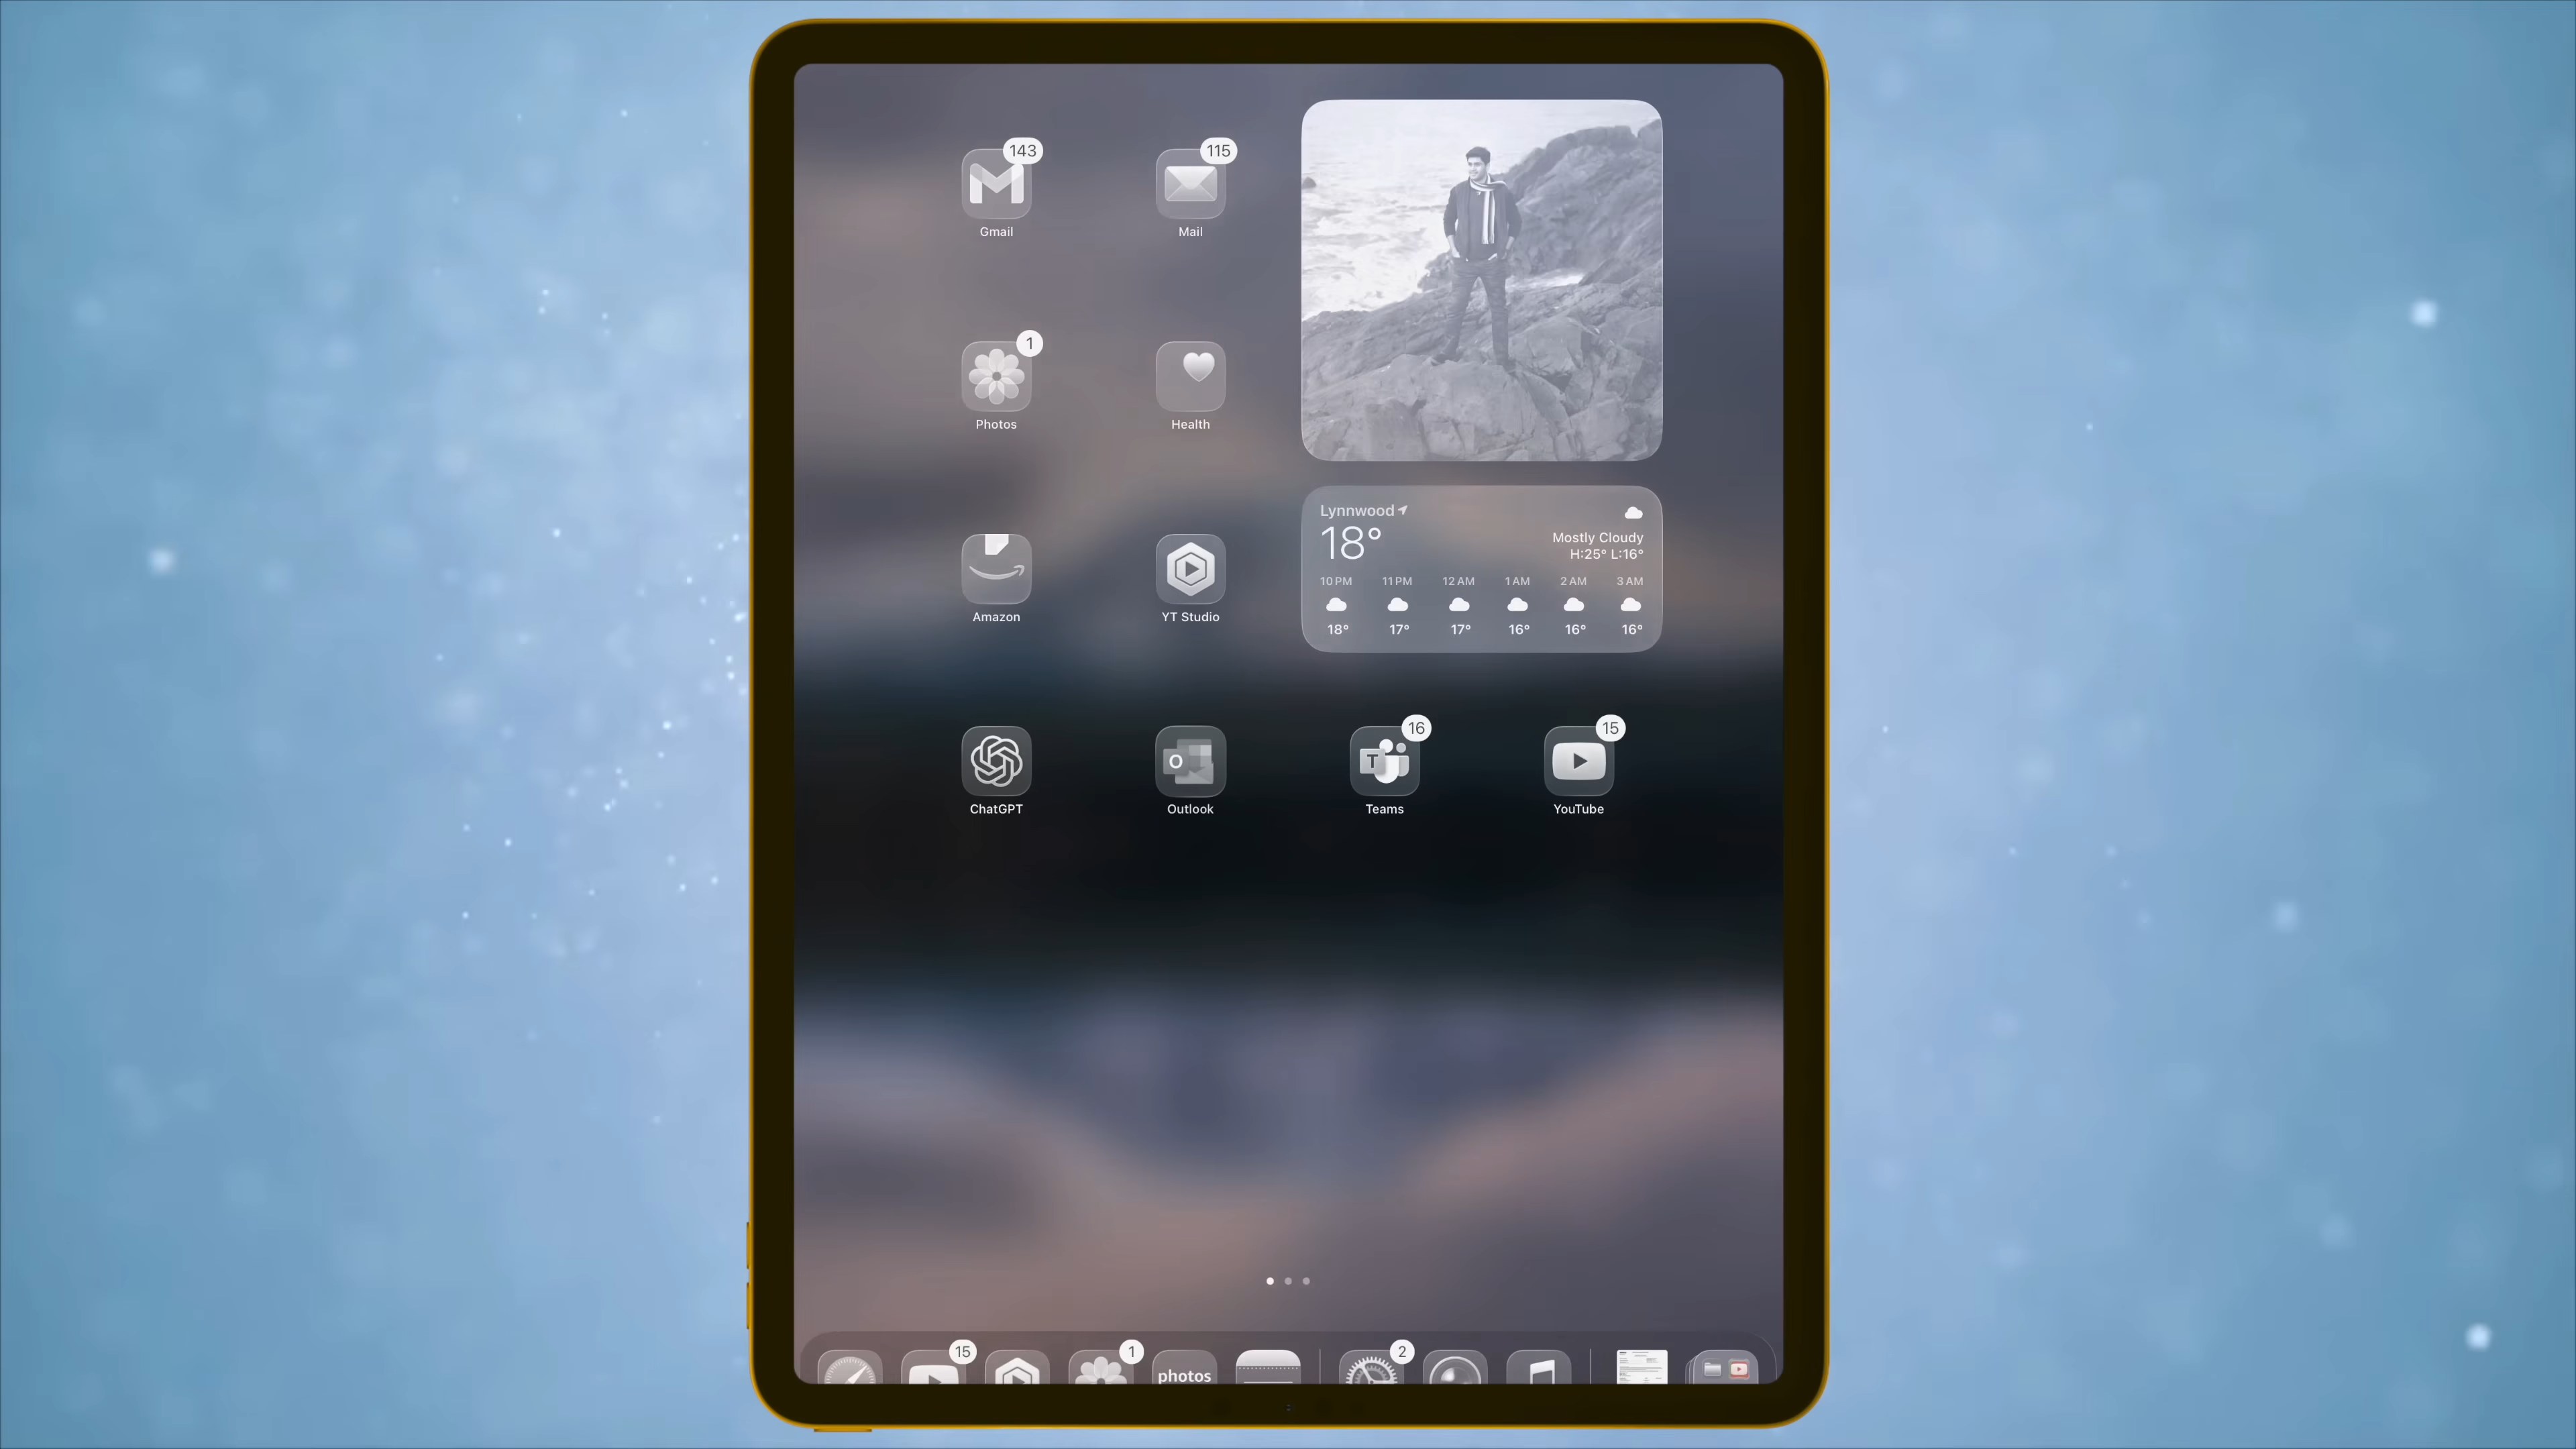 143
115
Gmail
Mail
1
Photos
Health
Amazon
YT Studio
Lynnwood
18°
Mostly Cloudy
H:25° L:16°
10 PM 11 PM 12 AM 1 AM 2 AM 3 AM
18° 17° 17° 16° 16° 16°
16
15
T
O
ChatGPT
Outlook
Teams
YouTube
15
1
2
photos